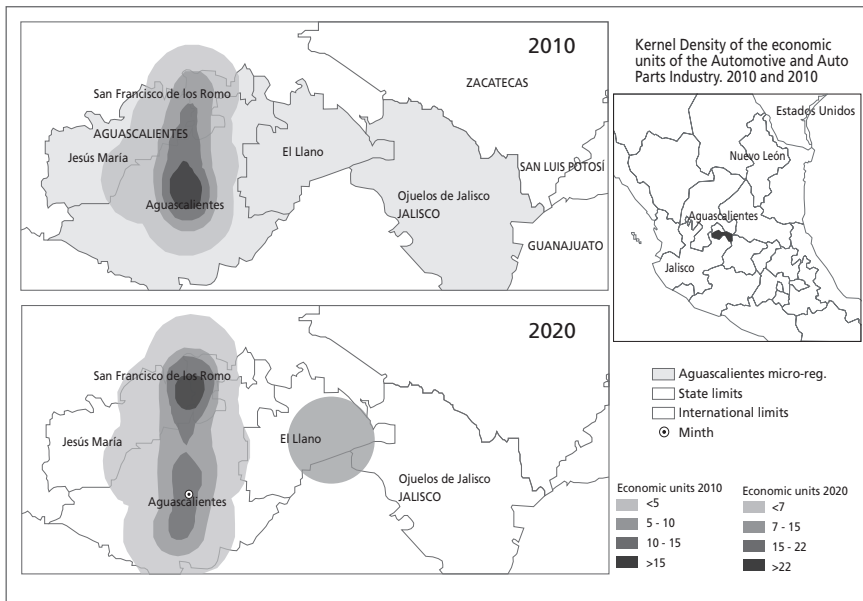 2010
ZACATECAS
San Francisco de los Romo
AGUASCALIENTES
Jesús María
El Llano
SAN LUIS POTOSÍ
Aguascalientes
Ojuelos de Jalisco
JALISCO
GUANAJUATO
Kernel Density of the economic
units of the Automotive and Auto
Parts Industry. 2010 and 2010
Estados Unidos
Nuevo León
Aguascalientes
Jalisco
2020
San Francisco de los Romo
Jesús María
El Llano
Aguascalientes
Ojuelos de Jalisco
JALISCO
Aguascalientes micro-reg.
State limits
International limits
Minth
Economic units 2010
<5
5 - 10
10 - 15
>15
Economic units 2020
<7
7 - 15
15 - 22
>22